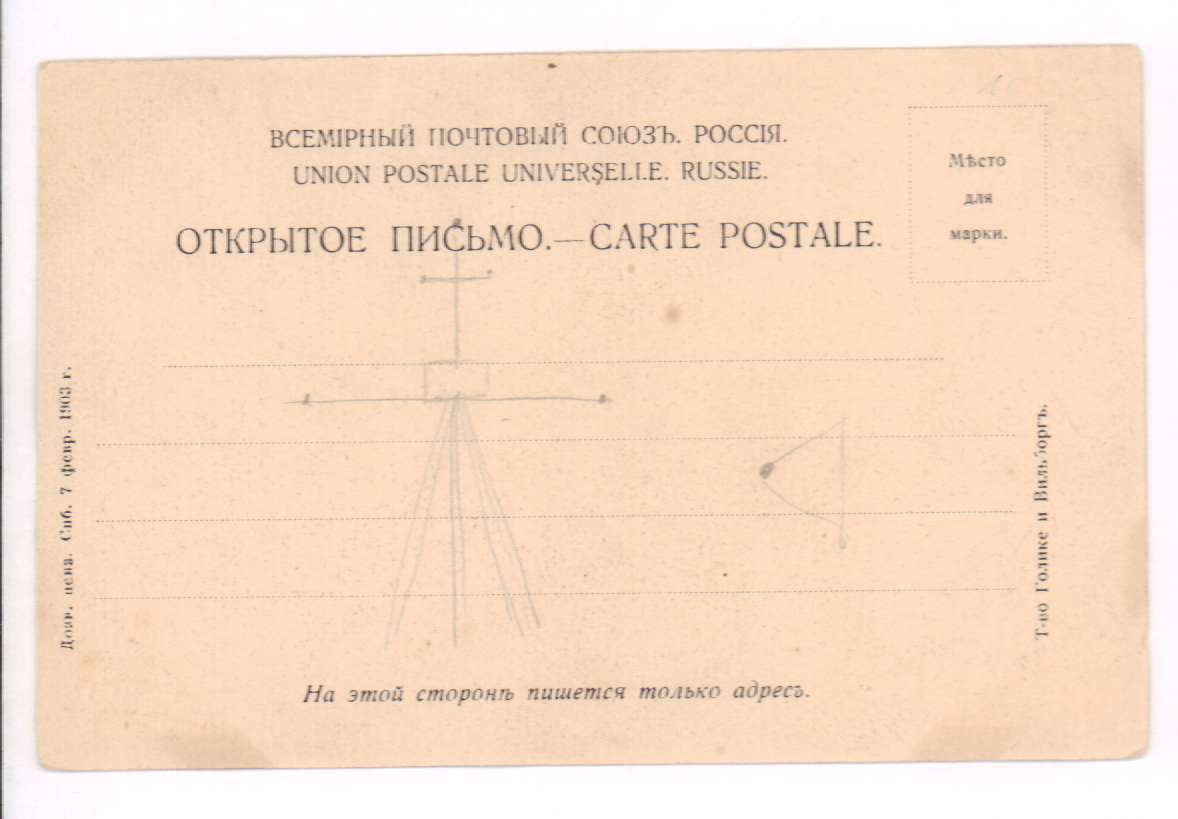 ВСЕМІРНЫЙ ПОЧТОВЫЙ СОЮЗЪ. РОССІЯ.
UNION POSTALE UNIVERSELLE. RUSSIE.
ОТКРЫТОЕ ПИСЬМО.—CARTE POSTALE.
Мѣсто
для
марки.
Дозв. ценз. Спб. 7 февр. 1903 г.
Т-во Голике и Вильборгъ.
На этой сторонѣ пишется только адресъ.